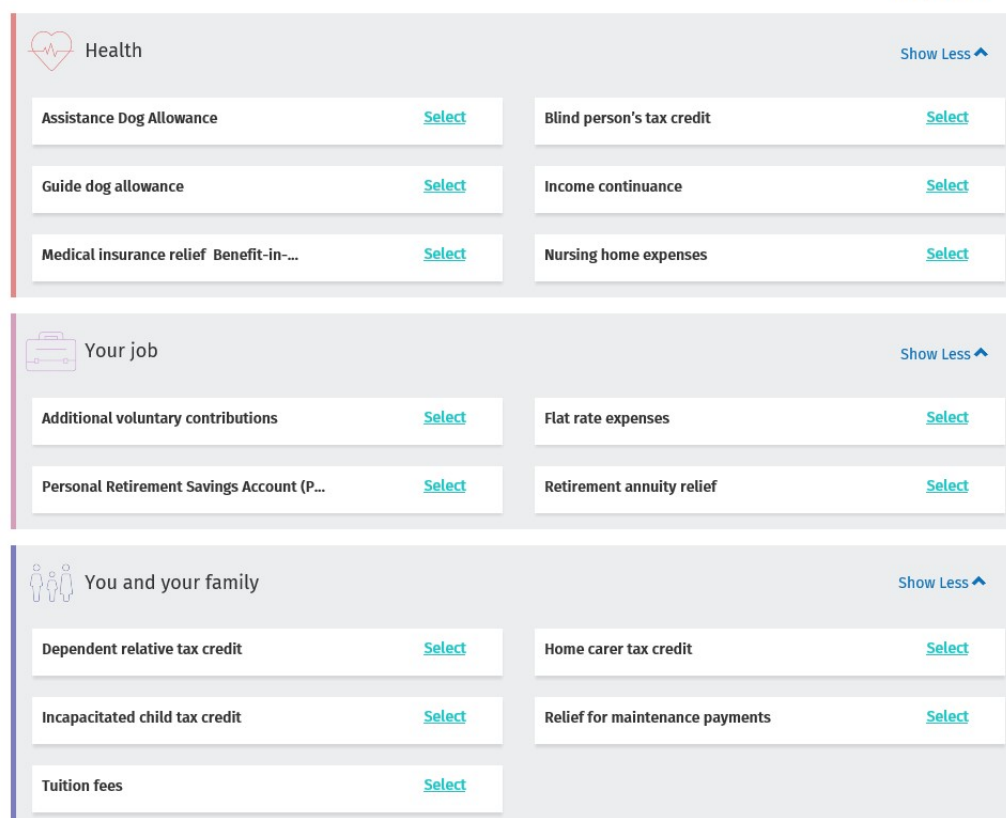 Health
Show Less
Assistance Dog Allowance Select
Blind person's tax credit Select
Guide dog allowance Select
Income continuance Select
Medical insurance relief Benefit-in-... Select
Nursing home expenses Select
Your job
Show Less
Additional voluntary contributions Select
Flat rate expenses Select
Personal Retirement Savings Account (P... Select
Retirement annuity relief Select
You and your family
Show Less
Dependent relative tax credit Select
Home carer tax credit Select
Incapacitated child tax credit Select
Relief for maintenance payments Select
Tuition fees Select